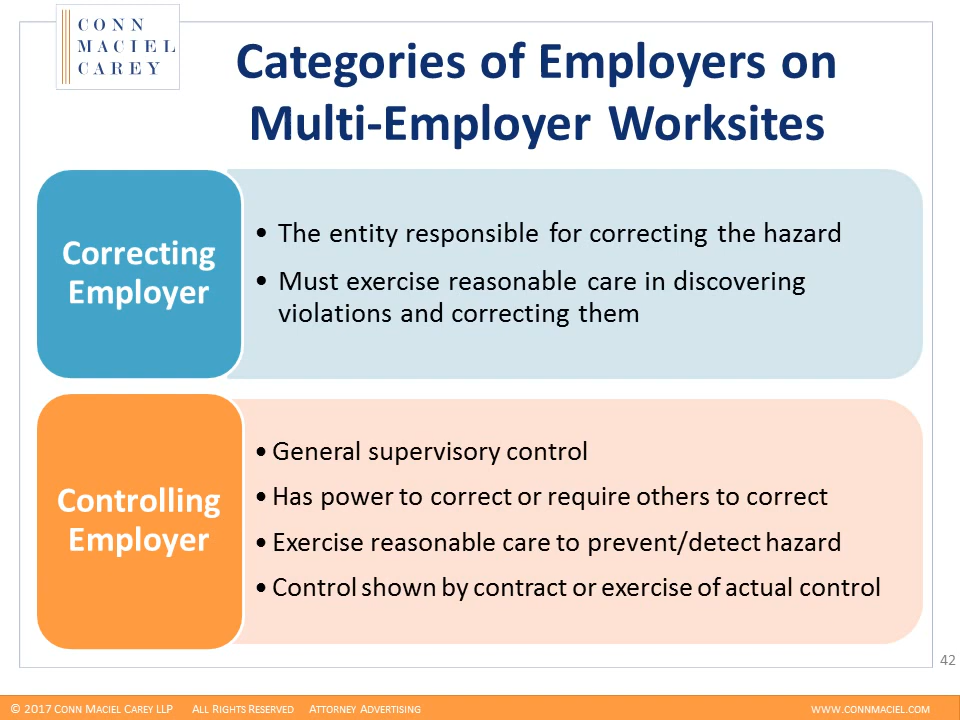 CONN
MACIEL
CAREY
Categories of Employers on
Multi-Employer Worksites
Correcting
Employer
• The entity responsible for correcting the hazard
• Must exercise reasonable care in discovering
violations and correcting them
Controlling
Employer
• General supervisory control
• Has power to correct or require others to correct
• Exercise reasonable care to prevent/detect hazard
• Control shown by contract or exercise of actual control
42
© 2017 CONN MACIEL CAREY LLP ALL RIGHTS RESERVED ATTORNEY ADVERTISING WWW.CONNMACIEL.COM